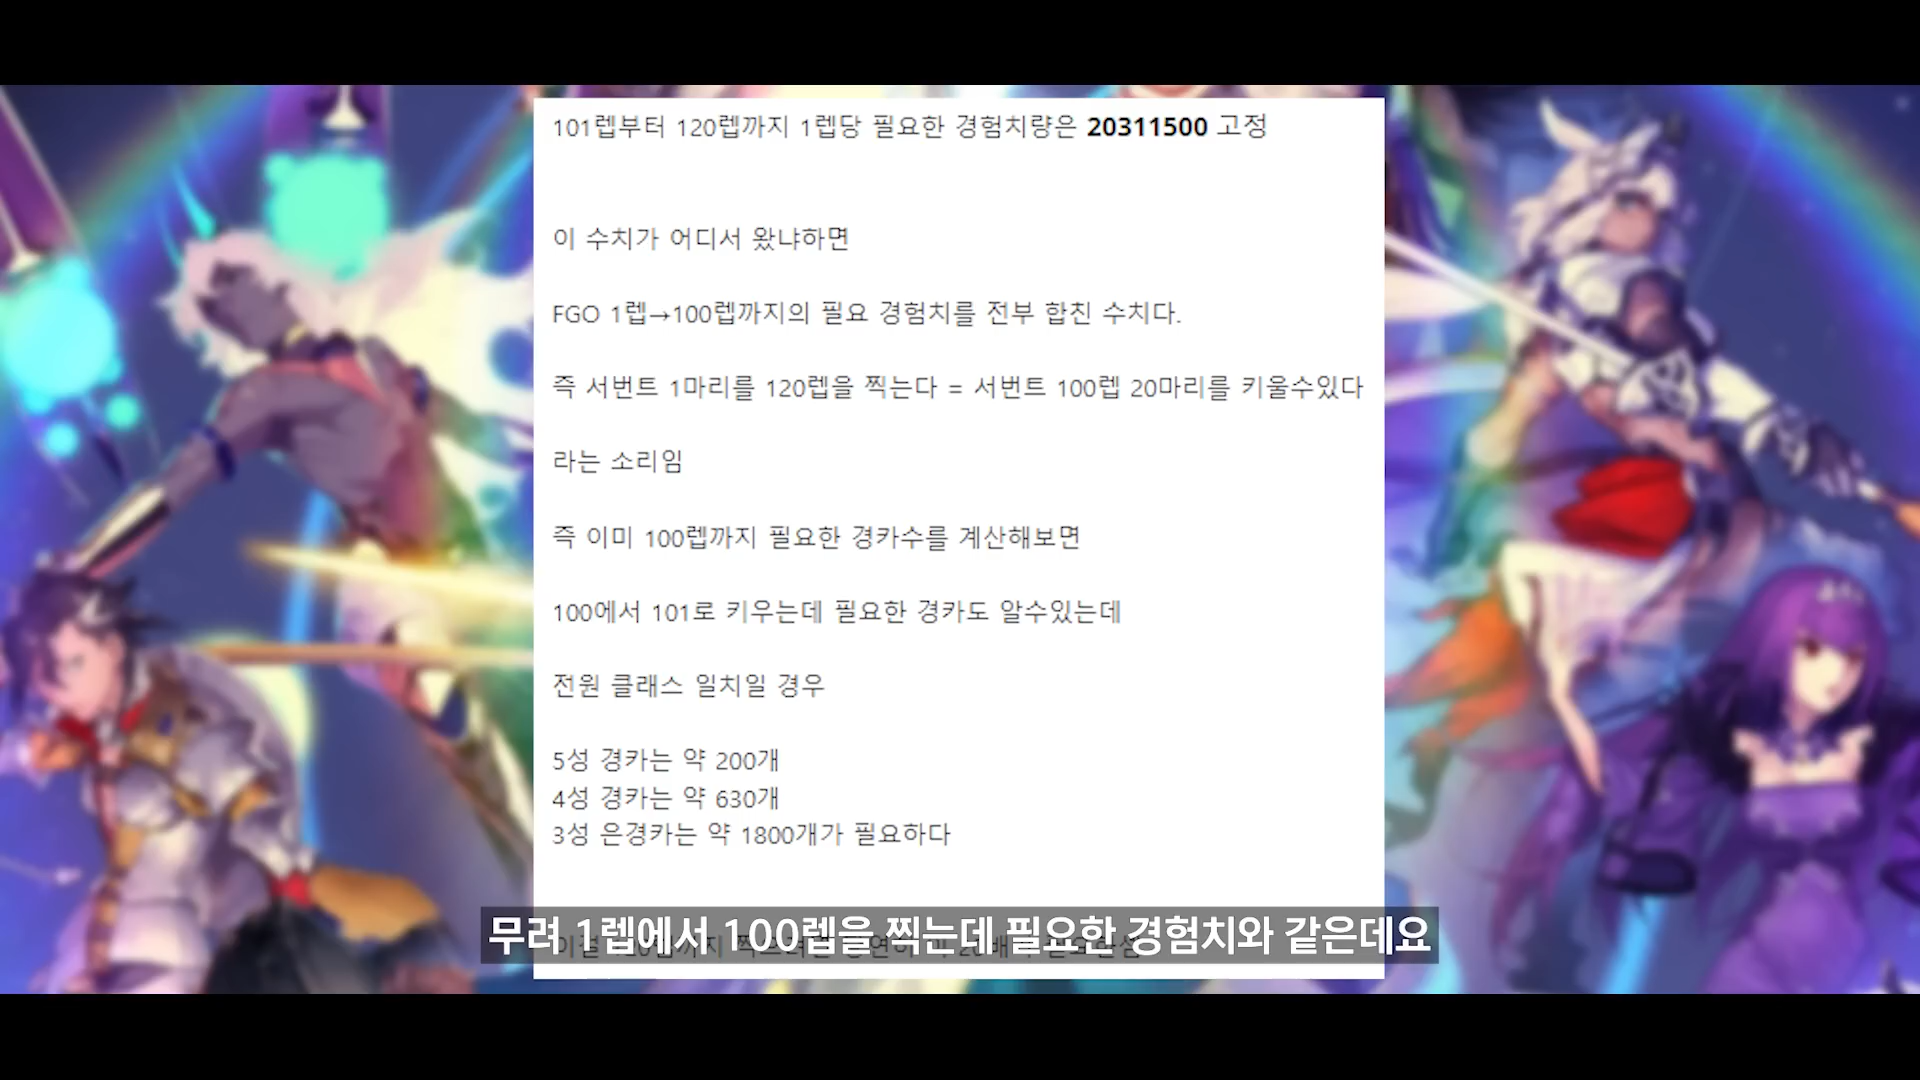 101렙부터 120렙까지 1렙당 필요한 경험치량은 20311500 고정
이 수치가 어디서 왔냐하면
FGO 1렙→100렙까지의 필요 경험치를 전부 합친 수치다.
즉 서번트 1마리를 120렙을 찍는다 = 서번트 100렙 20마리를 키울수있다
라는 소리임
즉 이미 100렙까지 필요한 경카수를 계산해보면
100에서 101로 키우는데 필요한 경카도 알수있는데
전원 클래스 일치일 경우
5성 경카는 약 200개
4성 경카는 약 630개
3성 은경카는 약 1800개가 필요하다
무려 1렙에서 100렙을 찍는데 필요한 경험치와 같은데요